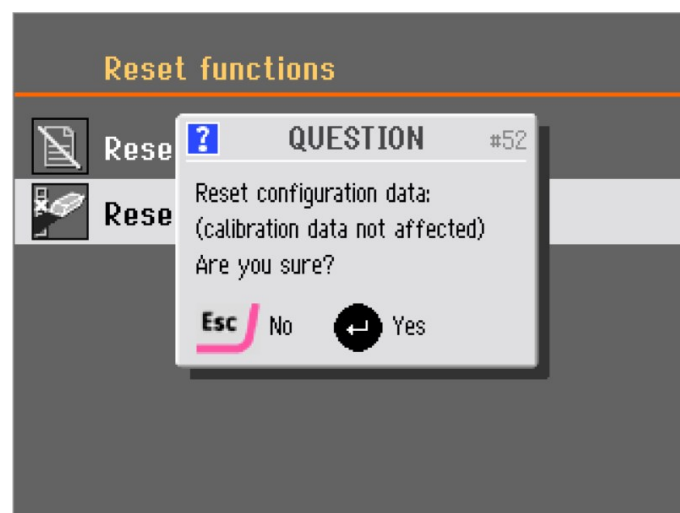 Reset functions
Rese
QUESTION #52
Rese
Reset configuration data:
(calibration data not affected)
Are you sure?
Esc No Yes